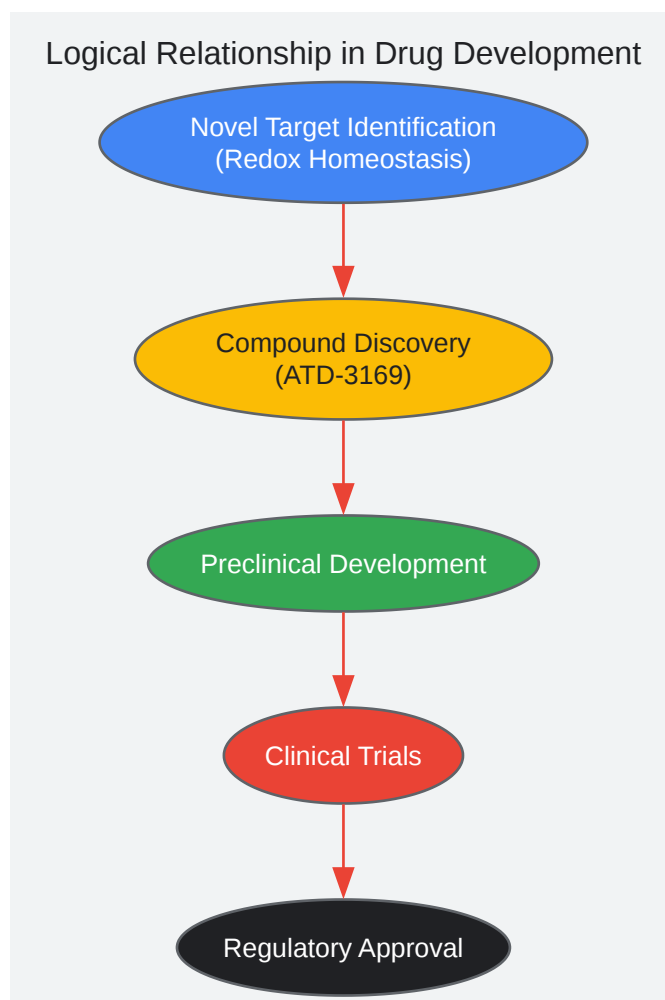 Logical Relationship in Drug Development
Novel Target Identification
(Redox Homeostasis)
Compound Discovery
(ATD-3169)
Preclinical Development
Clinical Trials
Regulatory Approval